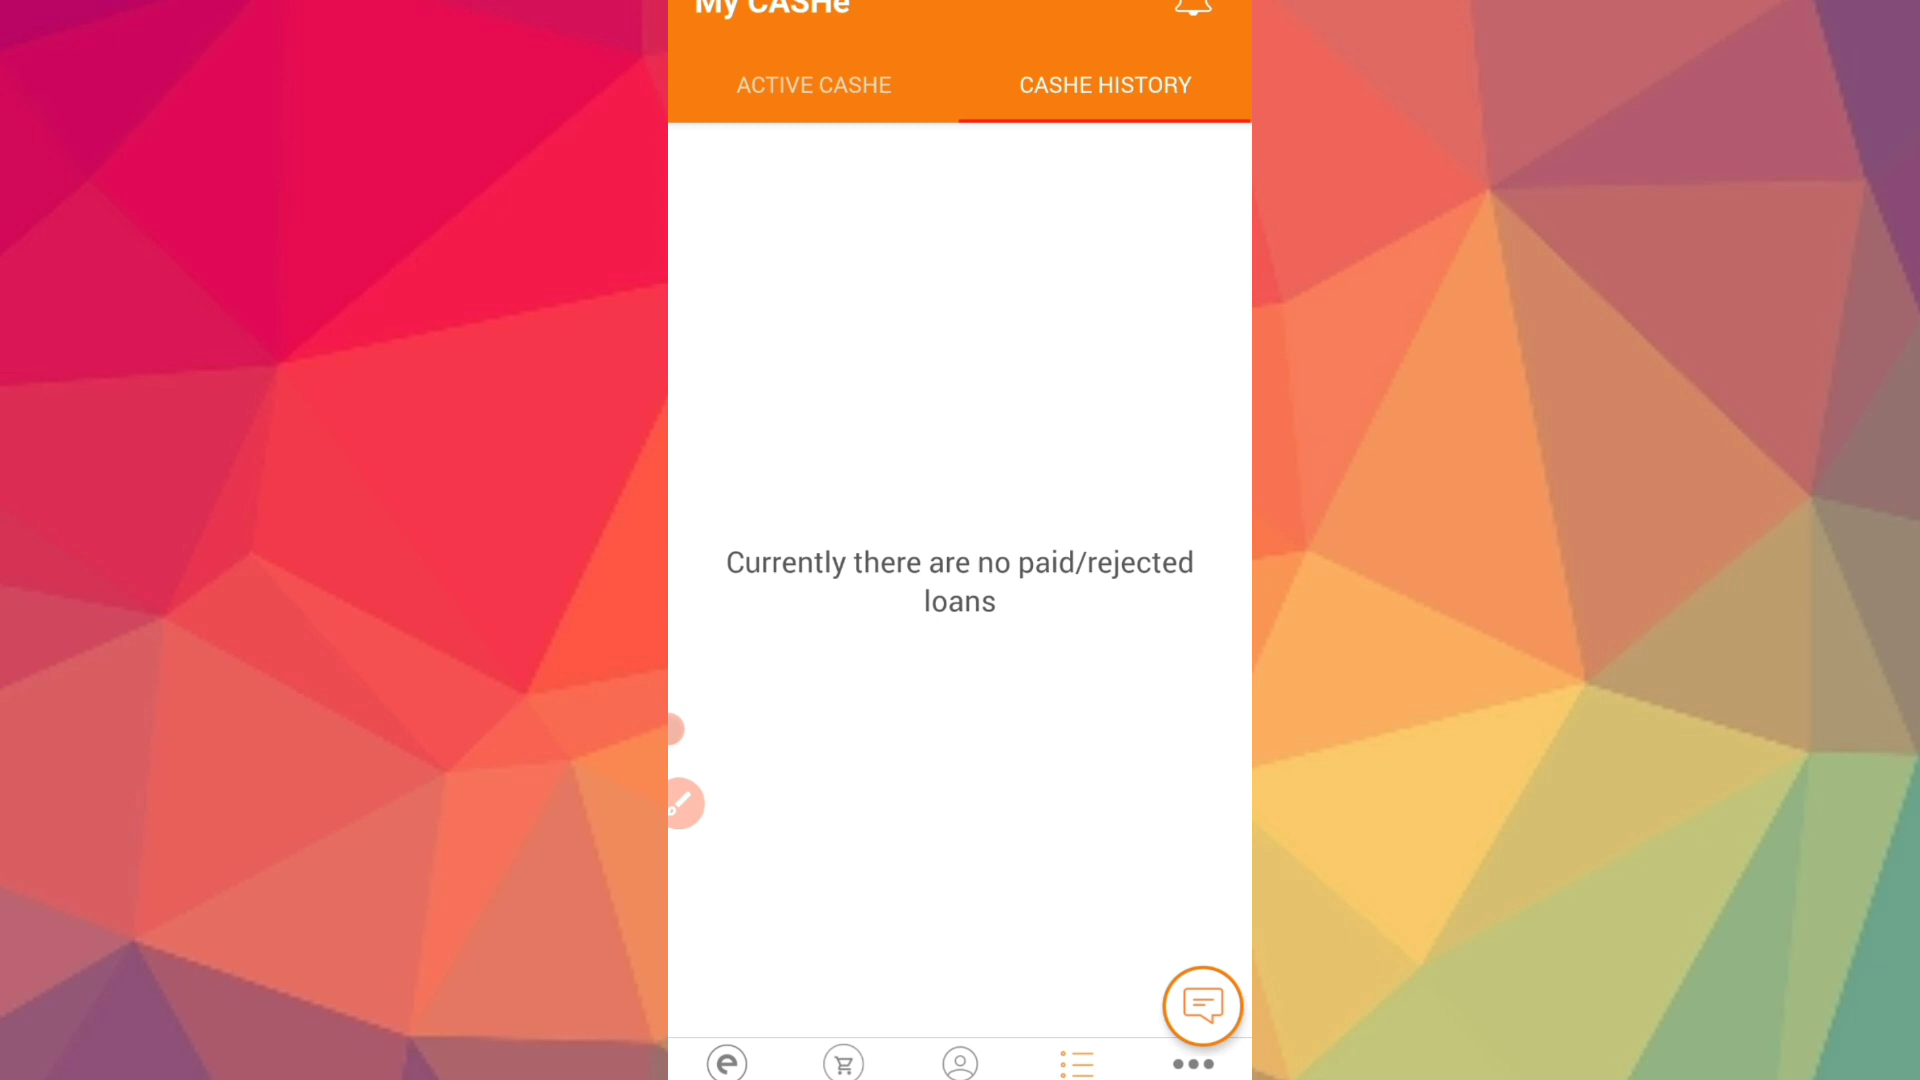 My CASHe
ACTIVE CASHE
CASHE HISTORY
Currently there are no paid/rejected
loans